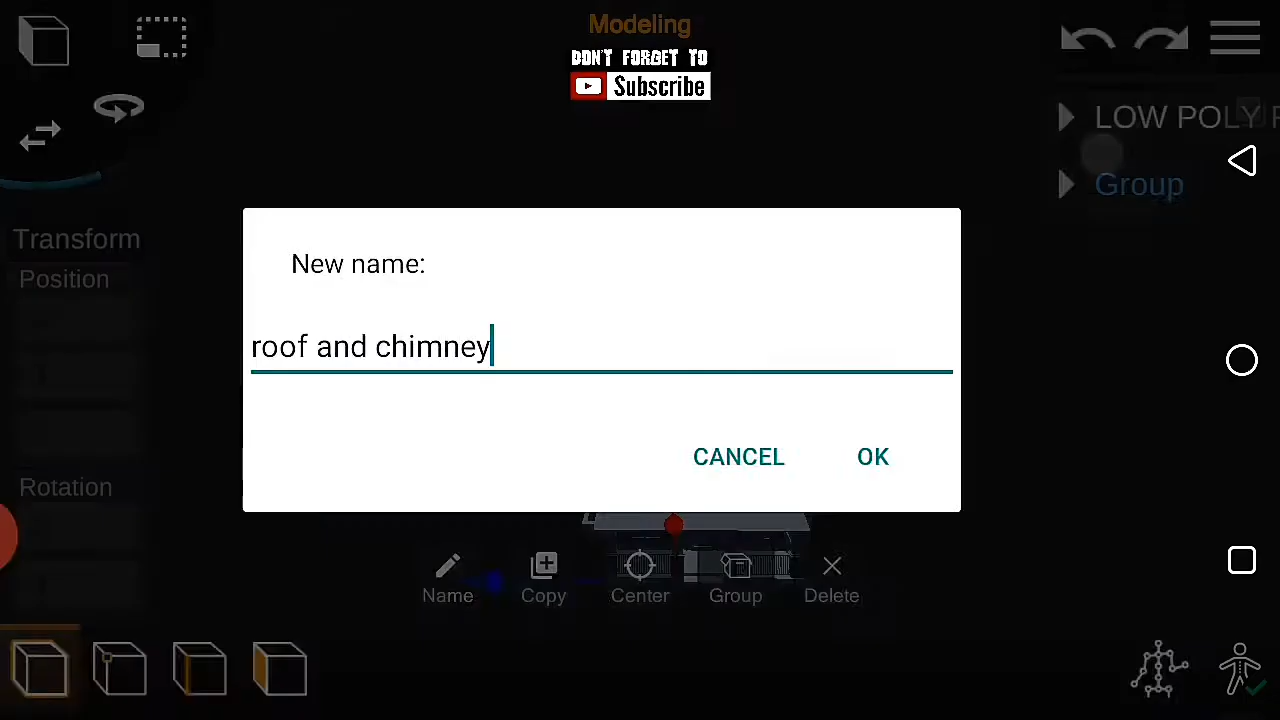 Modeling
DON'T FORGET TO
Subscribe
LOW POLY
Group
Transform
Position
New name:
roof and chimney
CANCEL OK
Rotation
Name Copy Center Group Delete